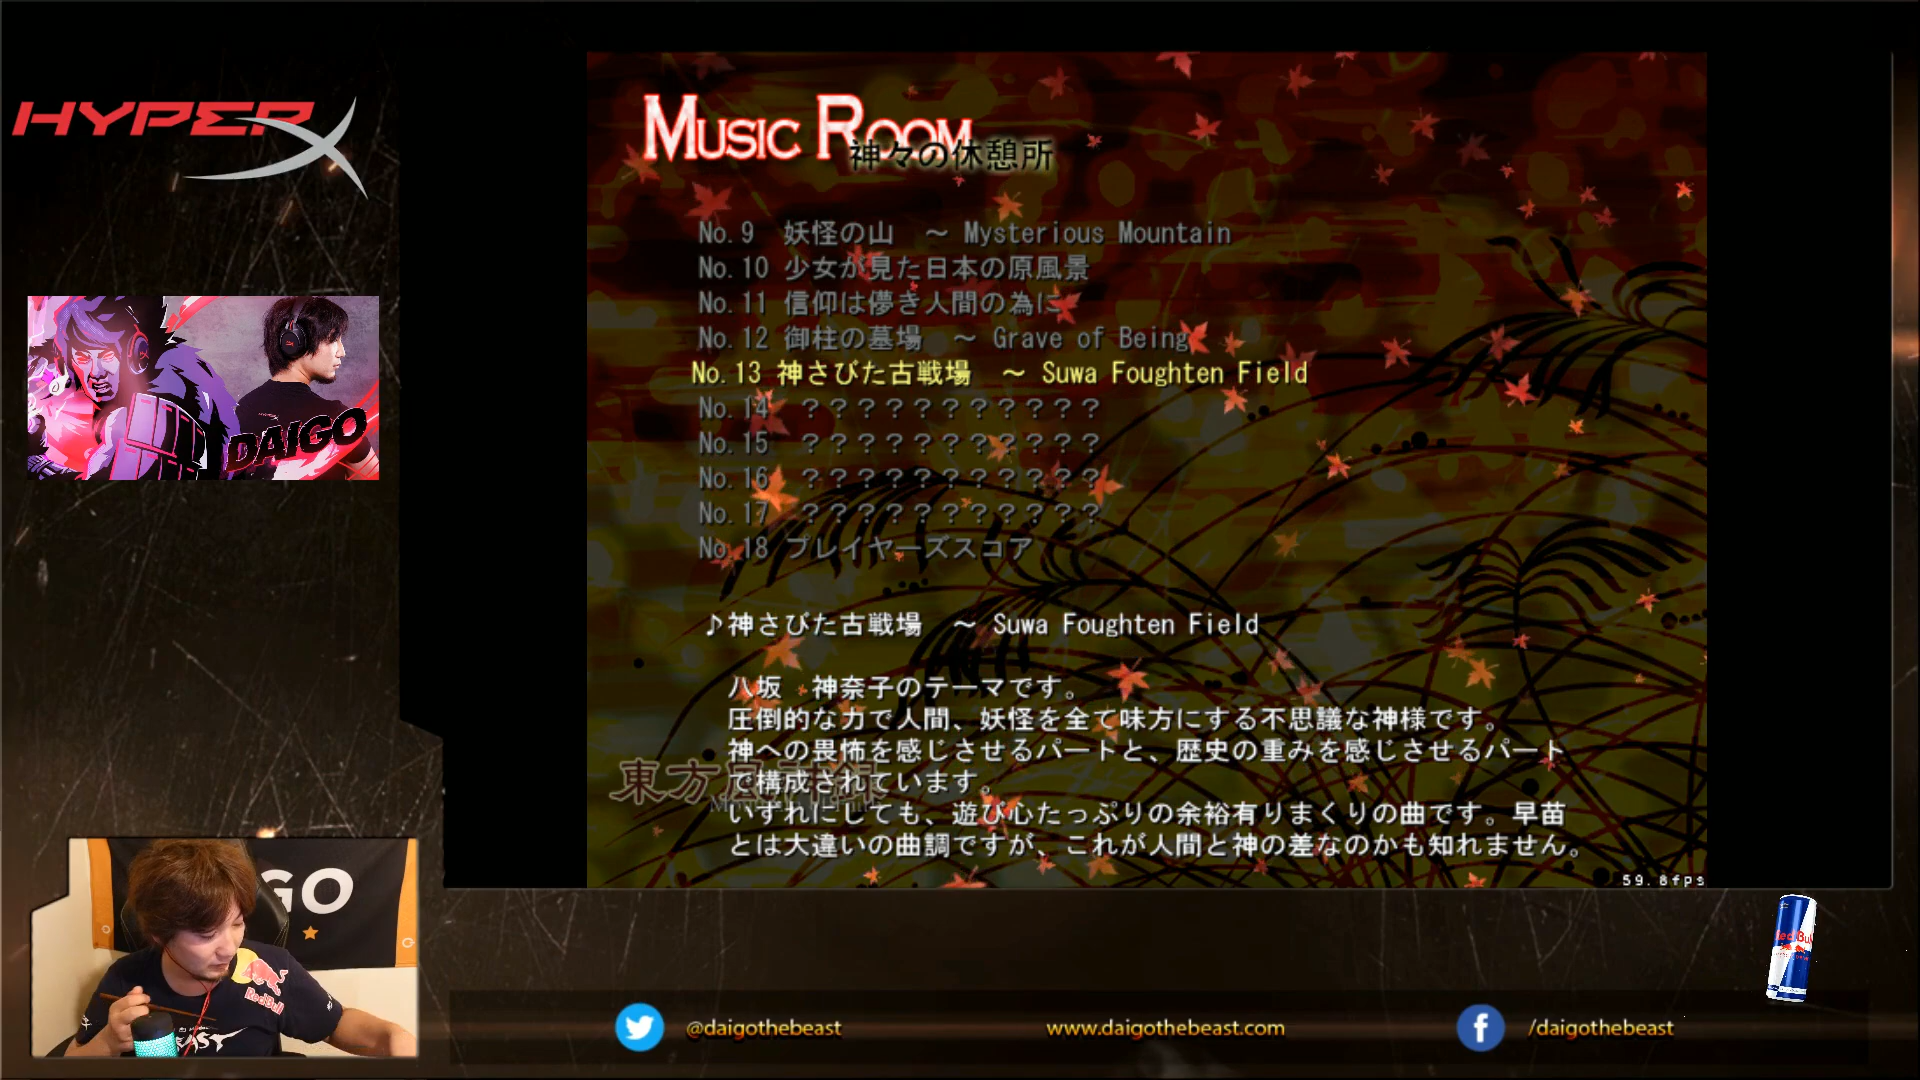 HYPERX
DAIGO
MUSIC ROOM
神々の休憩所
No.9 妖怪の山 ～ Mysterious Mountain
No.10 少女が見た日本の原風景
No.11 信仰は儚き人間の為に
No.12 御柱の墓場 ～ Grave of Being
No.13 神さびた古戦場 ～ Suwa Foughten Field
No.14 ？？？？？？？？？？？
No.15 ？？？？？？？？？？？
No.16 ？？？？？？？？？？？
No.17 ？？？？？？？？？？？
No.18 プレイヤーズスコア
♪神さびた古戦場 ～ Suwa Foughten Field
八坂 神奈子のテーマです。
圧倒的な力で人間、妖怪を全て味方にする不思議な神様です。
神への畏怖を感じさせるパートと、歴史の重みを感じさせるパート
で構成されています。
いずれにしても、遊び心たっぷりの余裕有りまくりの曲です。早苗
とは大違いの曲調ですが、これが人間と神の差なのかも知れません。
東方風神録
59.8fps
GO
RedBull
Red Bull
@daigothebeast
www.daigothebeast.com
/daigothebeast